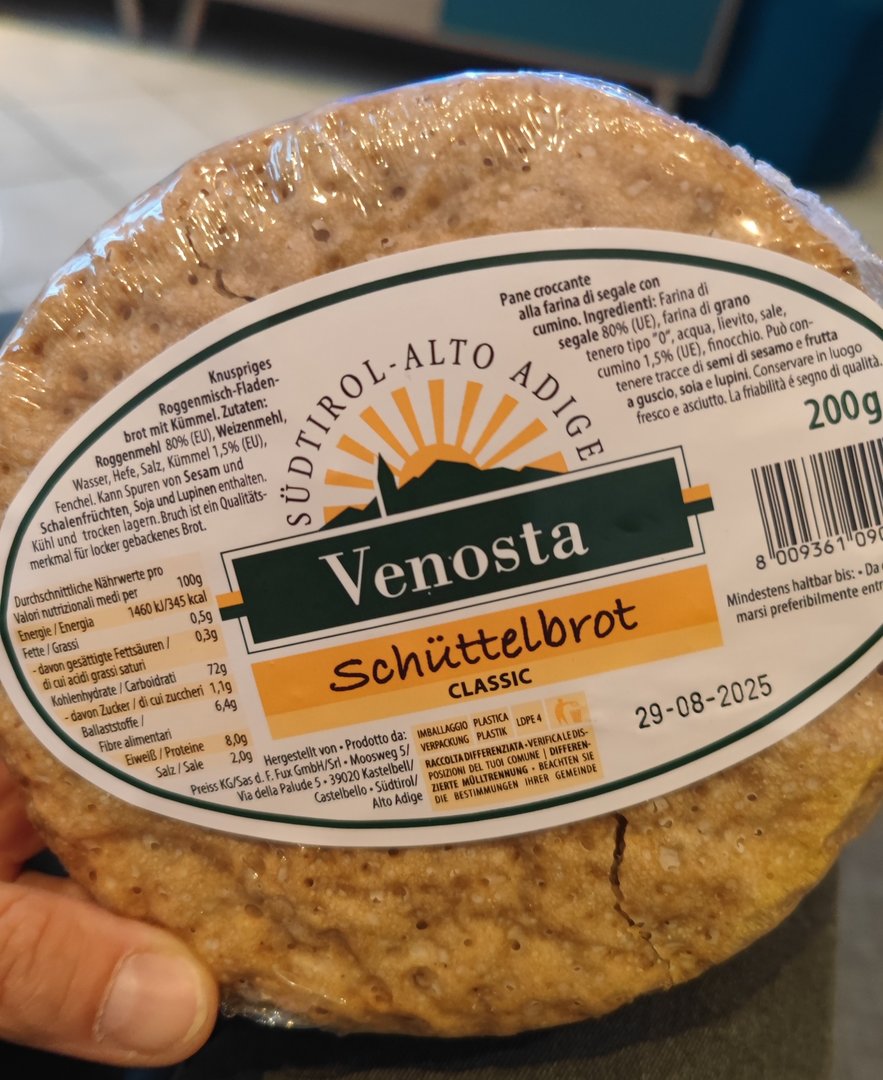 Knuspriges
Roggenmisch-Fladen-
brot mit Kümmel. Zutaten:
Roggenmehl 80% (EU), Weizenmehl,
Wasser, Hefe, Salz, Kümmel 1,5% (EU),
Fenchel. Kann Spuren von Sesam und
Schalenfrüchten, Soja und Lupinen enthalten.
Kühl und trocken lagern. Bruch ist ein Qualitäts-
merkmal für locker gebackenes Brot.
SÜDTIROL-ALTO ADIGE
Pane croccante
alla farina di segale con
cumino. Ingredienti: Farina di
segale 80% (UE), farina di grano
tenero tipo "0", acqua, lievito, sale,
cumino 1,5% (UE), finocchio. Può con-
tenere tracce di semi di sesamo e frutta
a guscio, soia e lupini. Conservare in luogo
fresco e asciutto. La friabilità é segno di qualità.
200g
Venosta
Schüttelbrot
CLASSIC
8 009361 090
Mindestens haltbar bis: • Da
marsi preferibilmente entr
29-08-2025
Durchschnittliche Nährwerte pro
Valori nutrizionali medi per 100g
Energie / Energia 1460 kJ/345 kcal
Fette / Grassi 0,5g
- davon gesättigte Fettsäuren / 0,3g
di cui acidi grassi saturi
Kohlenhydrate / Carboidrati 72g
- davon Zucker / di cui zuccheri 1,1g
Ballaststoffe / 6,4g
Fibre alimentari
Eiweiß / Proteine 8,0g
Salz / Sale 2,0g
Hergestellt von • Prodotto da:
Preiss KG/Sas d. F. Fux GmbH/Srl • Moosweg 5/
Via della Palude 5 • 39020 Kastelbell/
Castelbello • Südtirol/
Alto Adige
IMBALLAGGIO PLASTICA LDPE 4
VERPACKUNG PLASTIK
RACCOLTA DIFFERENZIATA • VERIFICA LE DIS-
POSIZIONI DEL TUOI COMUNE | DIFFEREN-
ZIERTE MÜLLTRENNUNG • BEACHTEN SIE
DIE BESTIMMUNGEN IHRER GEMEINDE